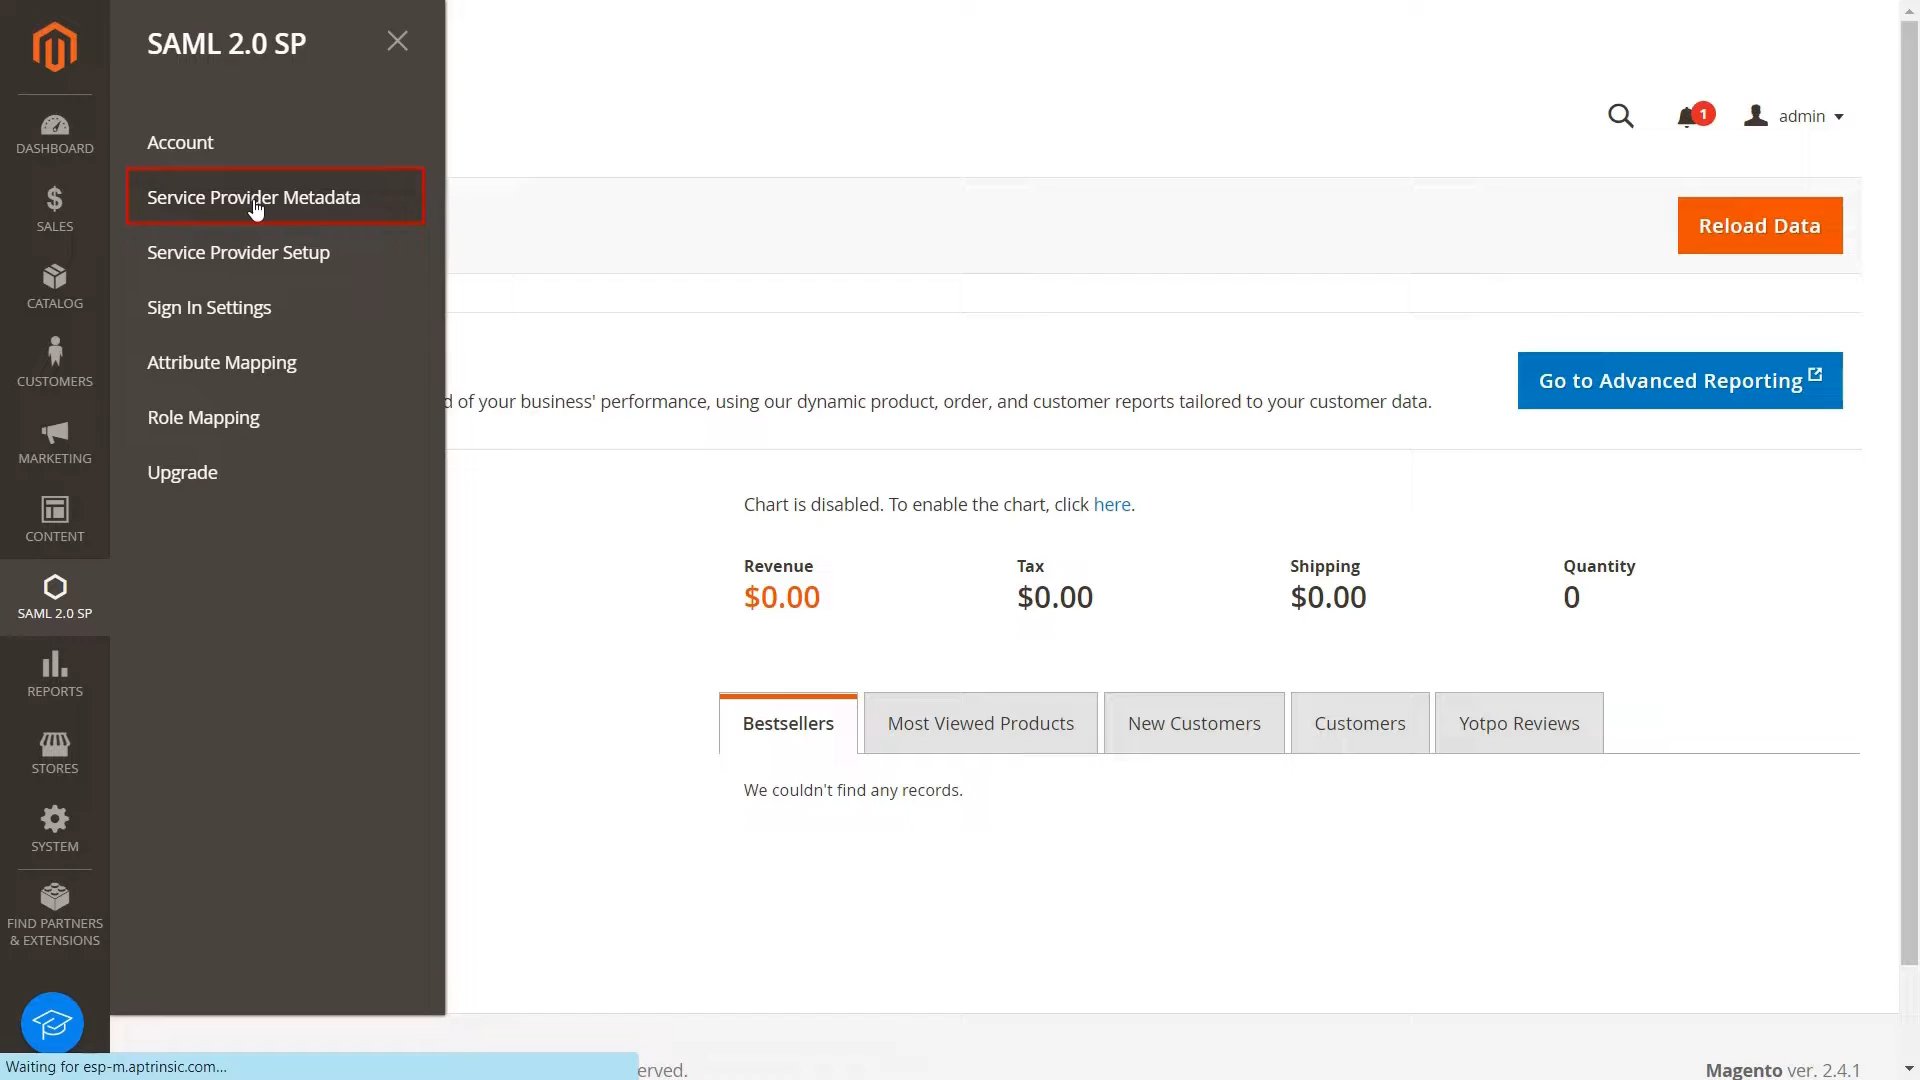 SAML 2.0 SP
Account
Service Provider Metadata
Service Provider Setup
Sign In Settings
Attribute Mapping
Role Mapping
Upgrade
DASHBOARD
SALES
CATALOG
CUSTOMERS
MARKETING
CONTENT
SAML 2.0 SP
REPORTS
STORES
SYSTEM
FIND PARTNERS
& EXTENSIONS
1
admin
Reload Data
d of your business' performance, using our dynamic product, order, and customer reports tailored to your customer data.
Go to Advanced Reporting
Chart is disabled. To enable the chart, click here.
Revenue Tax Shipping Quantity
$0.00 $0.00 $0.00 0
Bestsellers Most Viewed Products New Customers Customers Yotpo Reviews
We couldn't find any records.
Waiting for esp-m.aptrinsic.com...
erved.
Magento ver. 2.4.1